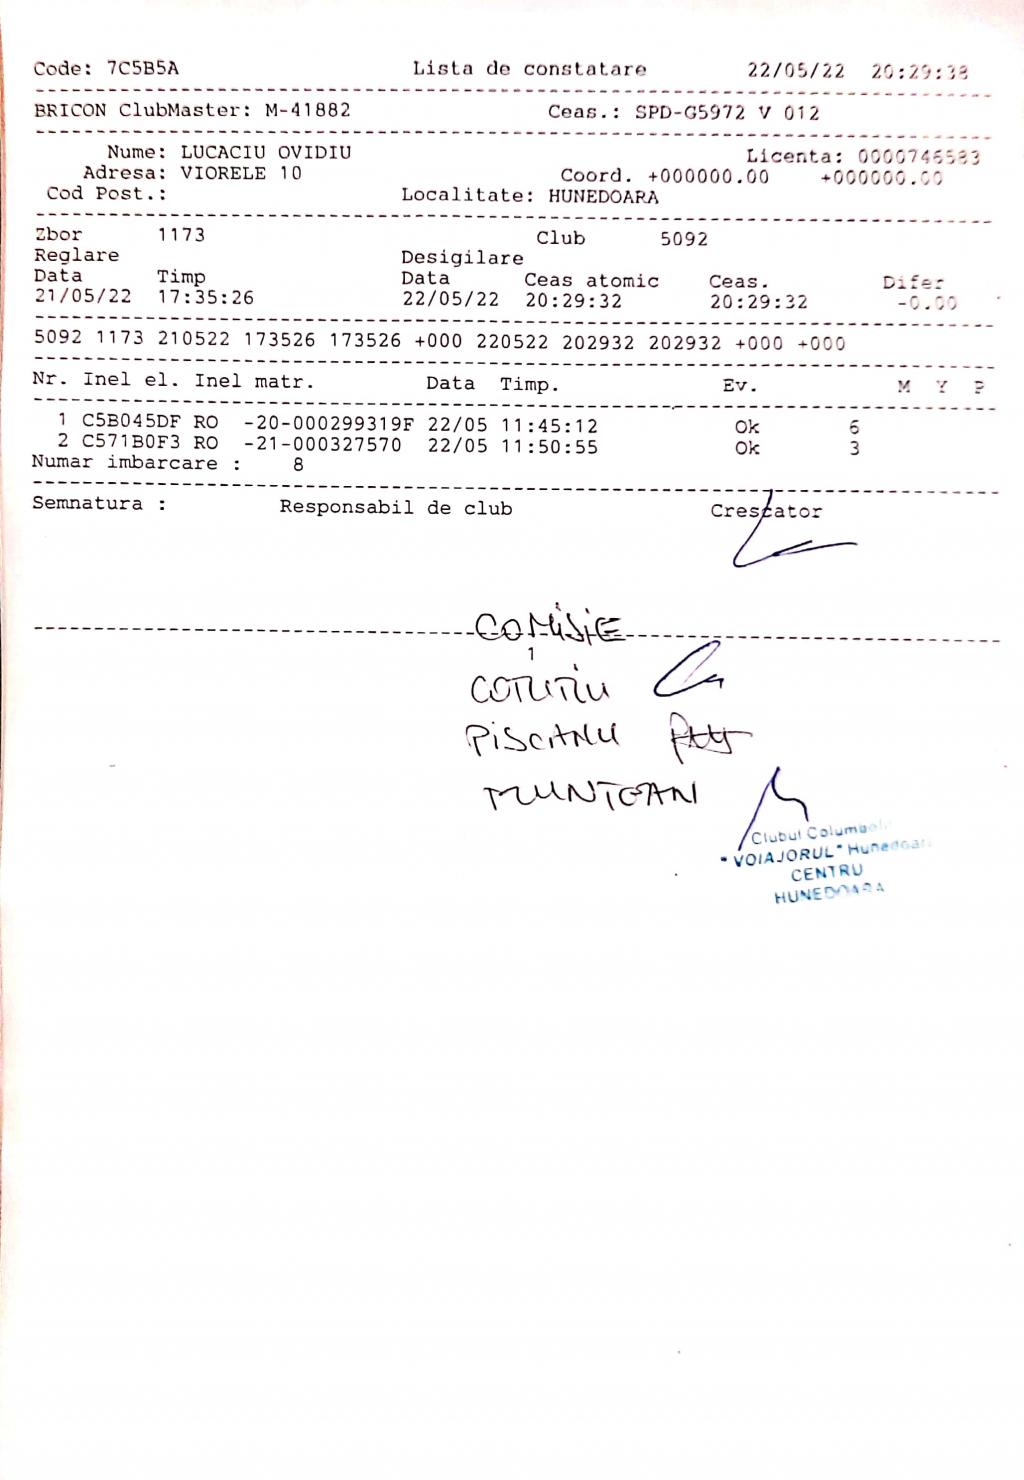 Code: 7C5B5A Lista de constatare 22/05/22 20:29:38
BRICON ClubMaster: M-41882 Ceas.: SPD-G5972 V 012
Nume: LUCACIU OVIDIU Licenta: 0000746583
Adresa: VIORELE 10 Coord. +000000.00 +000000.00
Cod Post.: Localitate: HUNEDOARA
Zbor 1173 Club 5092
Reglare Desigilare
Data Timp Data Ceas atomic Ceas. Difer
21/05/22 17:35:26 22/05/22 20:29:32 20:29:32 -0.00
5092 1173 210522 173526 173526 +000 220522 202932 202932 +000 +000
Nr. Inel el. Inel matr. Data Timp. Ev. M Y P
1 C5B045DF RO -20-000299319F 22/05 11:45:12 Ok 6
2 C571B0F3 RO -21-000327570 22/05 11:50:55 Ok 3
Numar imbarcare : 8
Semnatura : Responsabil de club Crescator
COMISIE
1
COTUTIU
PISCANU
MUNTEAN
Clubul
"VOIAJORUL" Hunedoara
CENTRU
HUNEDOARA